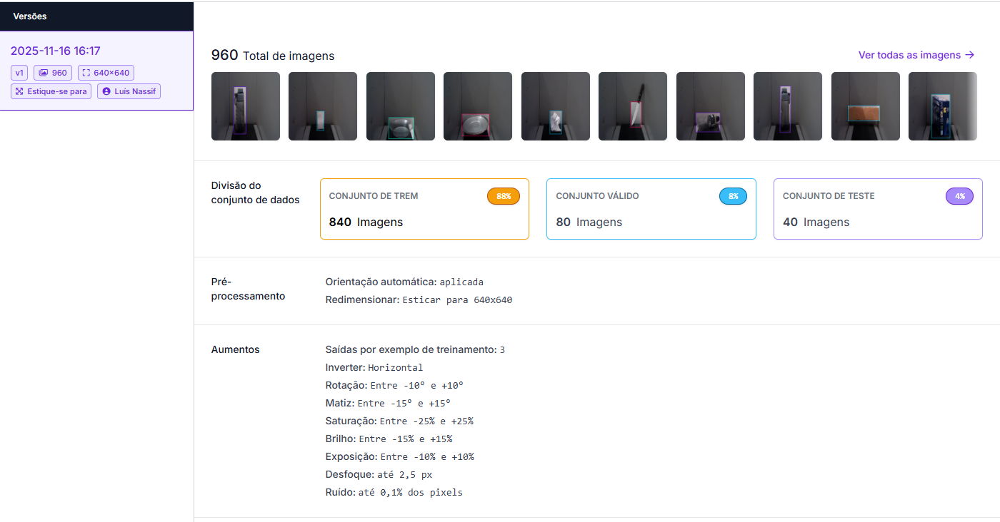 Versões
2025-11-16 16:17
v1 960 640×640
Estique-se para Luís Nassif
960 Total de imagens
Ver todas as imagens →
Divisão do
conjunto de dados
CONJUNTO DE TREM 88%
840 Imagens
CONJUNTO VÁLIDO 8%
80 Imagens
CONJUNTO DE TESTE 4%
40 Imagens
Pré-
processamento
Orientação automática: aplicada
Redimensionar: Esticar para 640x640
Aumentos
Saídas por exemplo de treinamento: 3
Inverter: Horizontal
Rotação: Entre -10° e +10°
Matiz: Entre -15° e +15°
Saturação: Entre -25% e +25%
Brilho: Entre -15% e +15%
Exposição: Entre -10% e +10%
Desfoque: até 2,5 px
Ruído: até 0,1% dos pixels